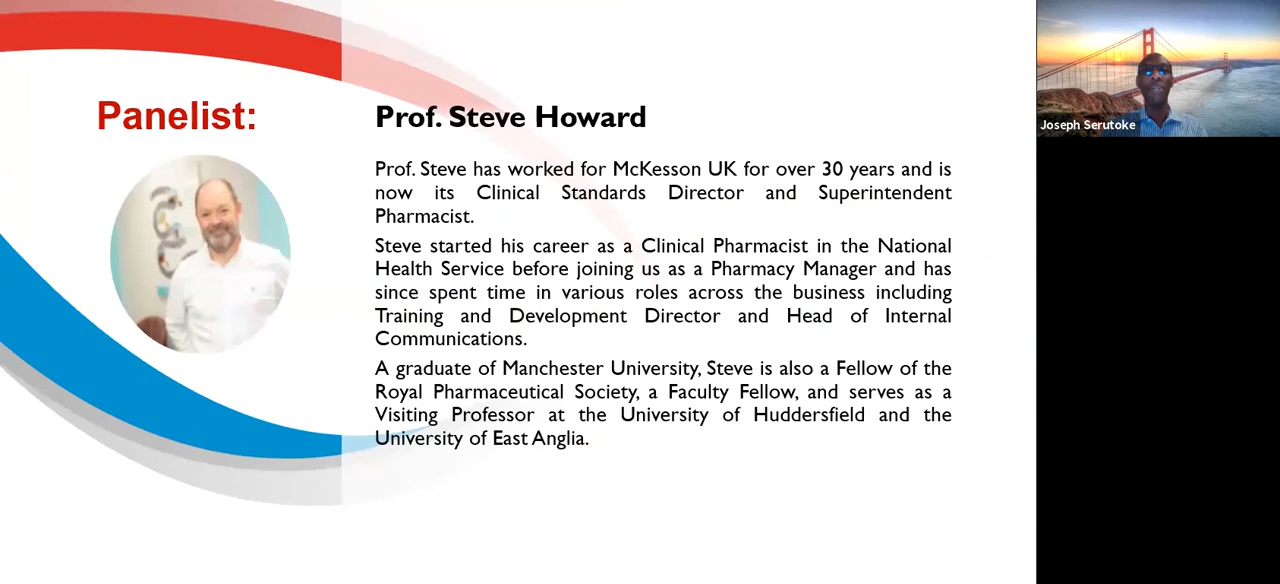 Panelist:
Prof. Steve Howard
Prof. Steve has worked for McKesson UK for over 30 years and is
now its Clinical Standards Director and Superintendent
Pharmacist.
Steve started his career as a Clinical Pharmacist in the National
Health Service before joining us as a Pharmacy Manager and has
since spent time in various roles across the business including
Training and Development Director and Head of Internal
Communications.
A graduate of Manchester University, Steve is also a Fellow of the
Royal Pharmaceutical Society, a Faculty Fellow, and serves as a
Visiting Professor at the University of Huddersfield and the
University of East Anglia.
Joseph Serutoke